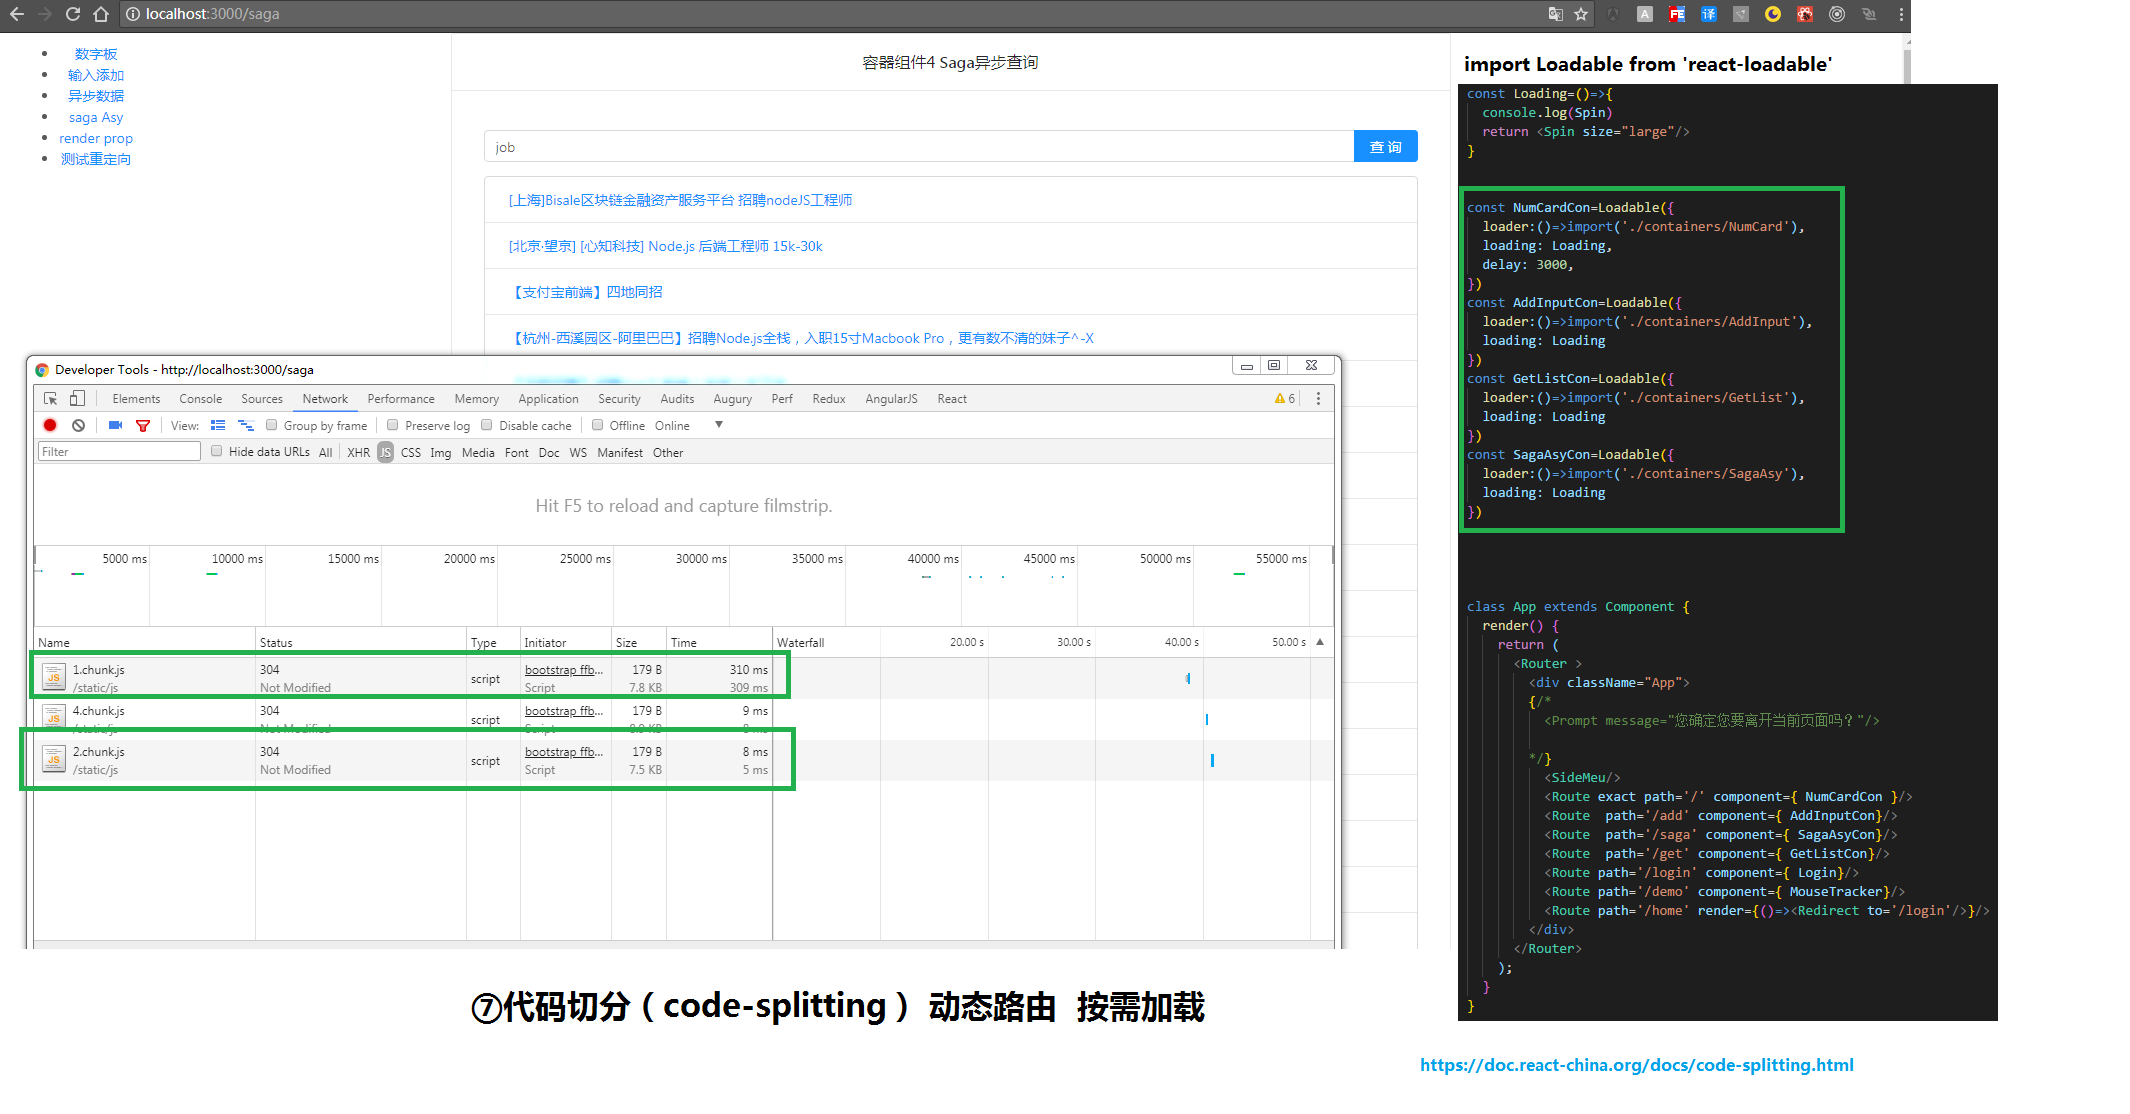 localhost:3000/saga
数字板
输入添加
异步数据
saga Asy
render prop
测试重定向
容器组件4 Saga异步查询
job
查 询
[上海]Bisale区块链金融资产服务平台 招聘nodeJS工程师
[北京·望京] [心知科技] Node.js 后端工程师 15k-30k
【支付宝前端】四地同招
【杭州-西溪园区-阿里巴巴】招聘Node.js全栈，入职15寸Macbook Pro，更有数不清的妹子^-X
Developer Tools - http://localhost:3000/saga
Elements Console Sources Network Performance Memory Application Security Audits Augury Perf Redux AngularJS React 6
View: Group by frame Preserve log Disable cache Offline Online
Filter Hide data URLs All XHR JS CSS Img Media Font Doc WS Manifest Other
Hit F5 to reload and capture filmstrip.
5000 ms 10000 ms 15000 ms 20000 ms 25000 ms 30000 ms 35000 ms 40000 ms 45000 ms 50000 ms 55000 ms
Name Status Type Initiator Size Time Waterfall 20.00 s 30.00 s 40.00 s 50.00 s
1.chunk.js 304 script bootstrap ffb... 179 B 310 ms
/static/js Not Modified Script 7.8 KB 309 ms
4.chunk.js 304 script bootstrap ffb... 179 B 9 ms
2.chunk.js 304 script bootstrap ffb... 179 B 8 ms
/static/js Not Modified Script 7.5 KB 5 ms
⑦代码切分（code-splitting） 动态路由 按需加载
import Loadable from 'react-loadable'
const Loading=()=>{
console.log(Spin)
return <Spin size="large"/>
}
const NumCardCon=Loadable({
loader:()=>import('./containers/NumCard'),
loading: Loading,
delay: 3000,
})
const AddInputCon=Loadable({
loader:()=>import('./containers/AddInput'),
loading: Loading
})
const GetListCon=Loadable({
loader:()=>import('./containers/GetList'),
loading: Loading
})
const SagaAsyCon=Loadable({
loader:()=>import('./containers/SagaAsy'),
loading: Loading
})
class App extends Component {
render() {
return (
<Router >
<div className="App">
{/*
<Prompt message="您确定您要离开当前页面吗？"/>
*/}
<SideMeu/>
<Route exact path='/' component={ NumCardCon }/>
<Route  path='/add' component={ AddInputCon}/>
<Route  path='/saga' component={ SagaAsyCon}/>
<Route  path='/get' component={ GetListCon}/>
<Route path='/login' component={ Login}/>
<Route path='/demo' component={ MouseTracker}/>
<Route path='/home' render={()=><Redirect to='/login'/>}/>
</div>
</Router>
);
}
}
https://doc.react-china.org/docs/code-splitting.html